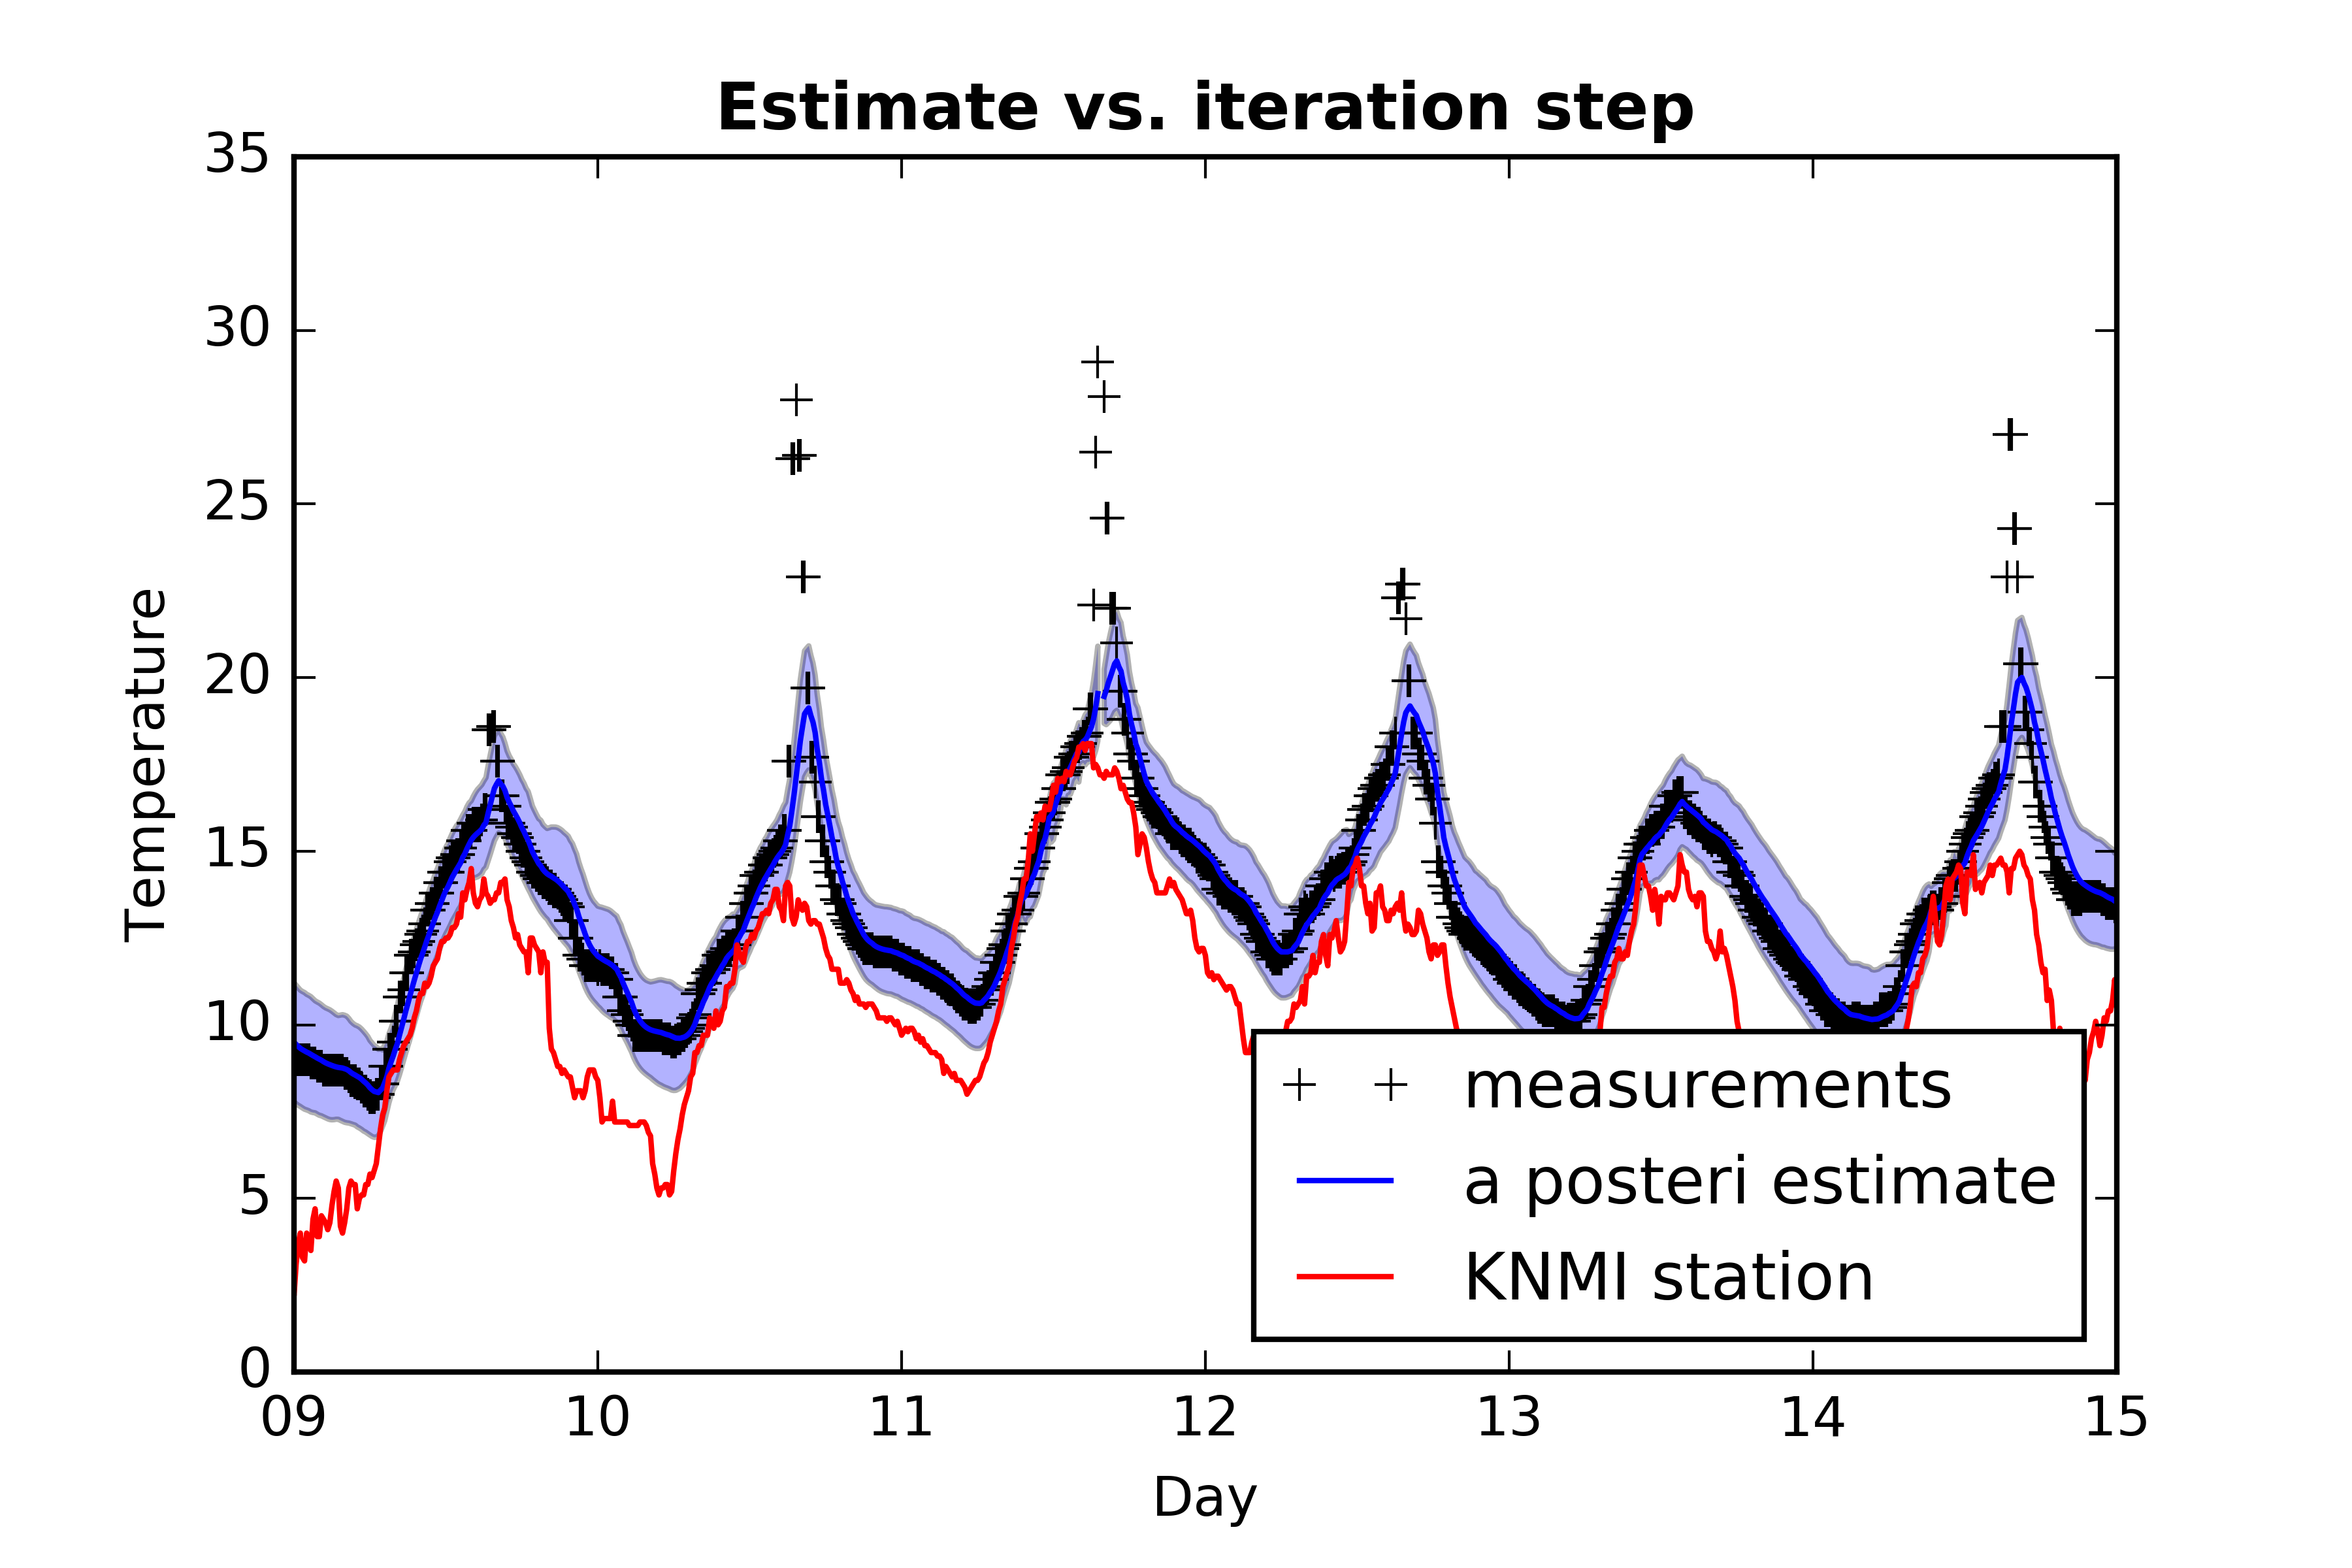 Estimate vs. iteration step
35
30
25
20
15
10
5
0
Temperature
09 10 11 12 13 14 15
Day
measurements
a posteri estimate
KNMI station